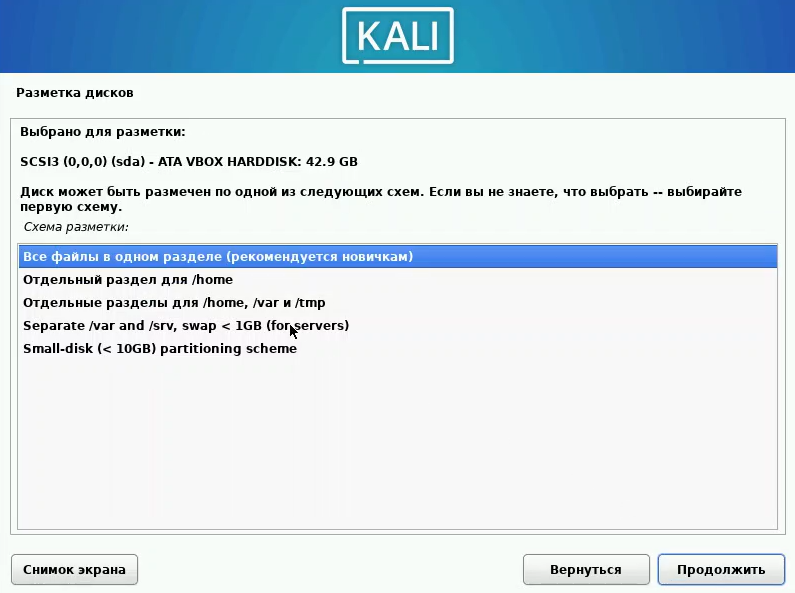 KALI
Разметка дисков
Выбрано для разметки:
SCSI3 (0,0,0) (sda) - ATA VBOX HARDDISK: 42.9 GB
Диск может быть размечен по одной из следующих схем. Если вы не знаете, что выбрать -- выбирайте
первую схему.
Схема разметки:
Все файлы в одном разделе (рекомендуется новичкам)
Отдельный раздел для /home
Отдельные разделы для /home, /var и /tmp
Separate /var and /srv, swap < 1GB (for servers)
Small-disk (< 10GB) partitioning scheme
Снимок экрана
Вернуться
Продолжить